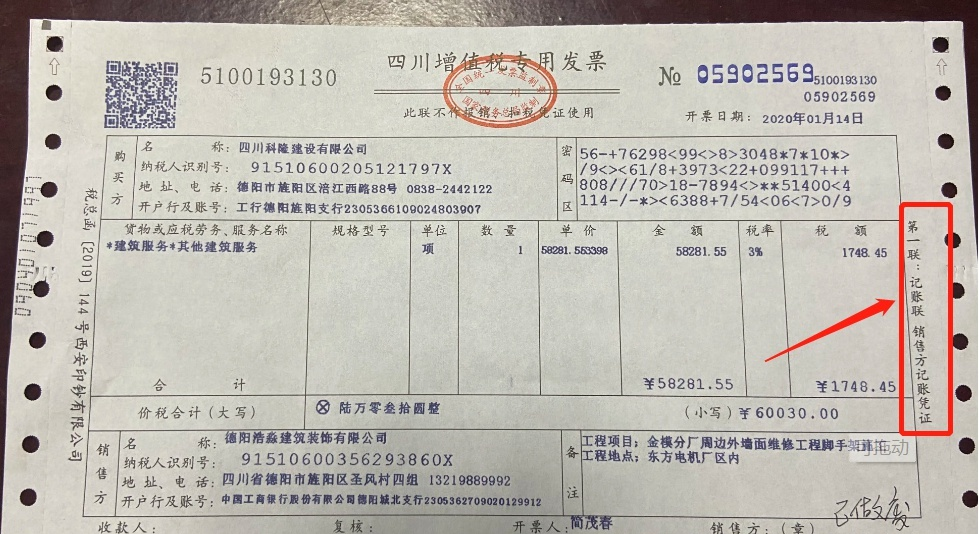 四川增值税专用发票
5100193130
№ 05902569
5100193130
05902569
此联不作报销、扣税凭证使用
开票日期: 2020年01月14日
购买方
名 称: 四川科隆建设有限公司
纳税人识别号: 91510600205121797X
地 址、电 话: 德阳市旌阳区涪江西路88号 0838-2442122
开户行及账号: 工行德阳旌阳支行2305366109024803907
密码区
56-+76298<99<>8>3048*7*10*>
/9<><61/8+3973<22+099117+++
808///70>18-7894<>**51400<4
114-/-*><6388+7/54<06<7>0/9
货物或应税劳务、服务名称 规格型号 单位 数 量 单 价 金 额 税率 税 额
*建筑服务*其他建筑服务 项 1 58281.553398 58281.55 3% 1748.45
合 计 ¥58281.55 ¥1748.45
价税合计(大写) ⊗ 陆万零叁拾圆整 (小写) ¥60030.00
销售方
名 称: 德阳浩淼建筑装饰有限公司
纳税人识别号: 91510600356293860X
地 址、电 话: 四川省德阳市旌阳区圣风村四组 13219889992
开户行及账号: 中国工商银行股份有限公司德阳城北支行2305362709020129912
备注
工程项目: 金模分厂周边外墙面维修工程脚手架
工程地点: 东方电机厂区内
可拖动
收款人: 复核: 开票人: 简茂春 销售方: (章)
已做废
税总函〔2019〕144号西安印钞有限公司
第一联: 记账联 销售方记账凭证